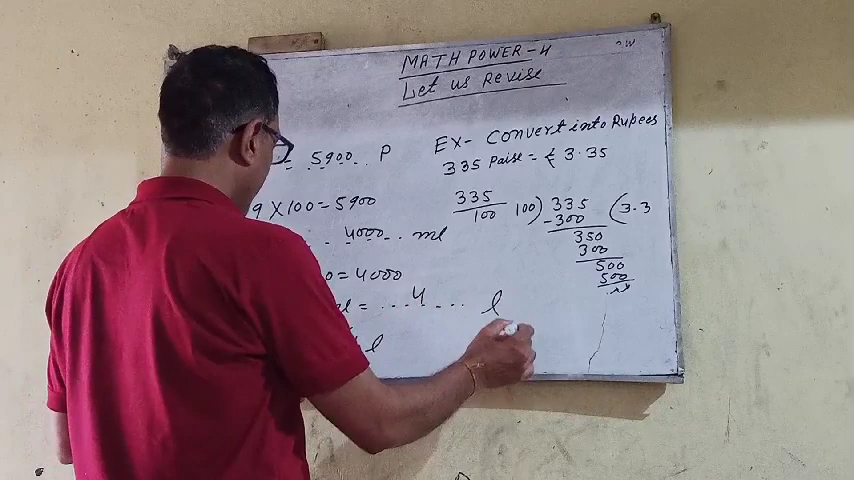 MATH POWER-4
Let us Revise
5900 P
9 X 100 = 5900
4000 ml
0 = 4000
= ...4.... l
l
EX- Convert into Rupees
335 Paise = ₹ 3.35
335
100
100) 335 (3.3
-300
350
300
500
500